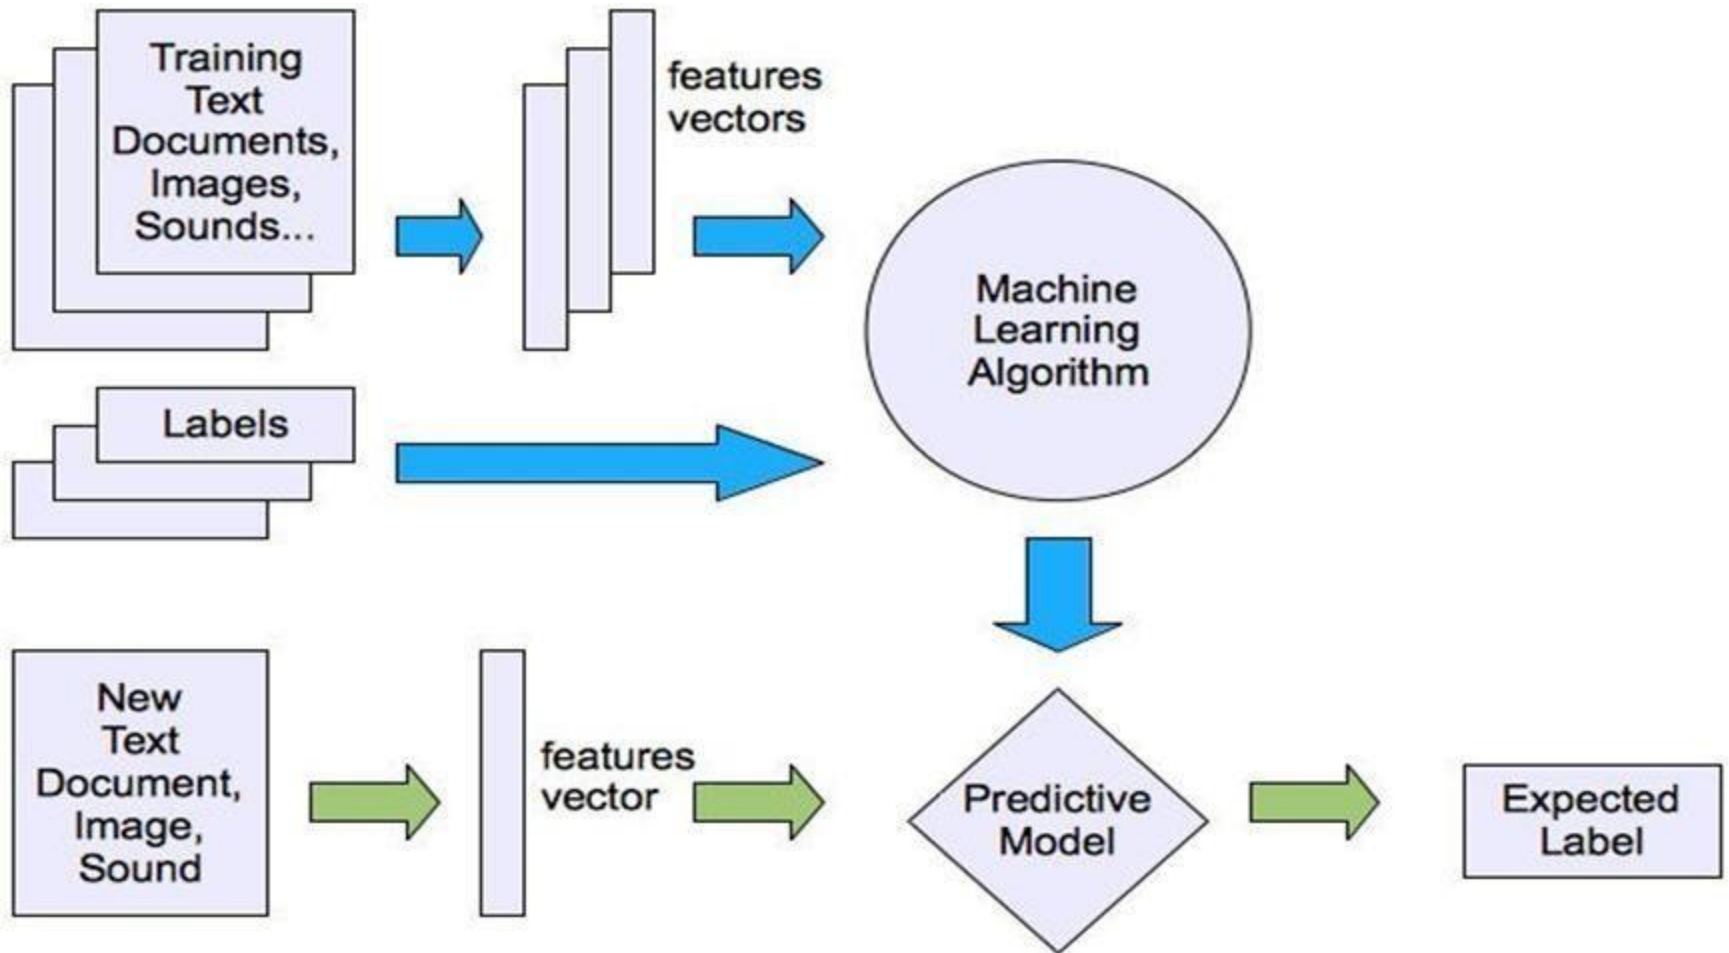 Training
Text
Documents,
Images,
Sounds...
features
vectors
Machine
Learning
Algorithm
Labels
New
Text
Document,
Image,
Sound
features
vector
Predictive
Model
Expected
Label